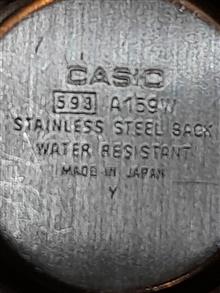 CASIO
593 A159W
STAINLESS STEEL BACK
WATER RESISTANT
MADE IN JAPAN
Y